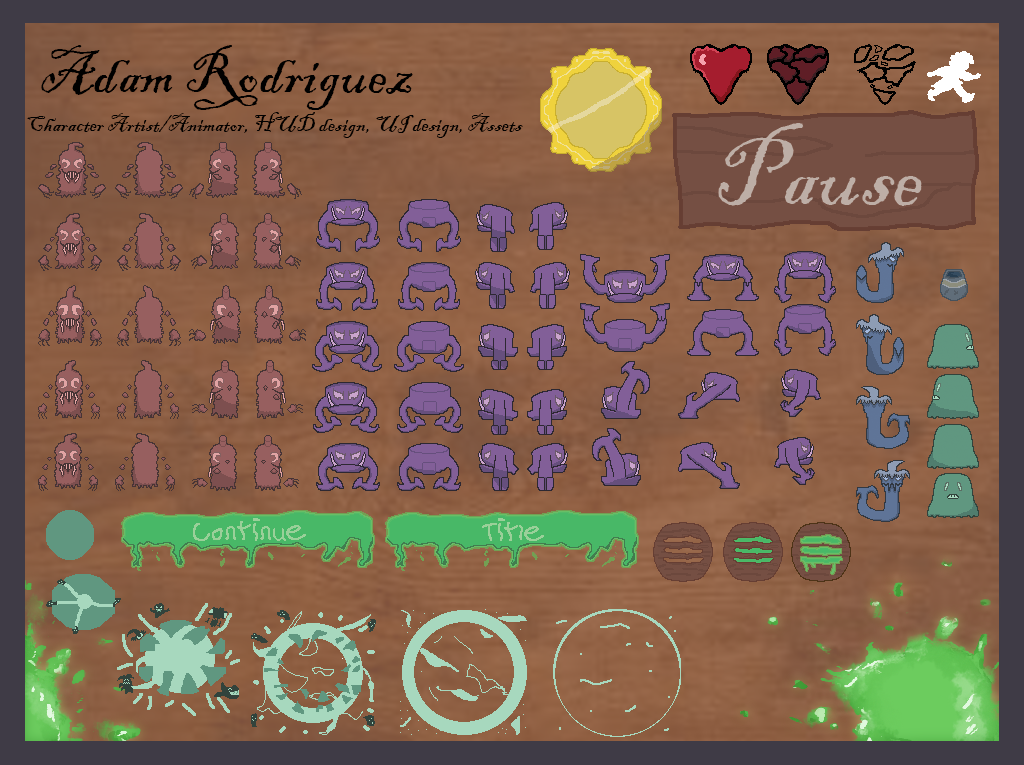 Adam Rodriguez
Character Artist/Animator, HUD design, UI design, Assets
Pause
Continue
Title